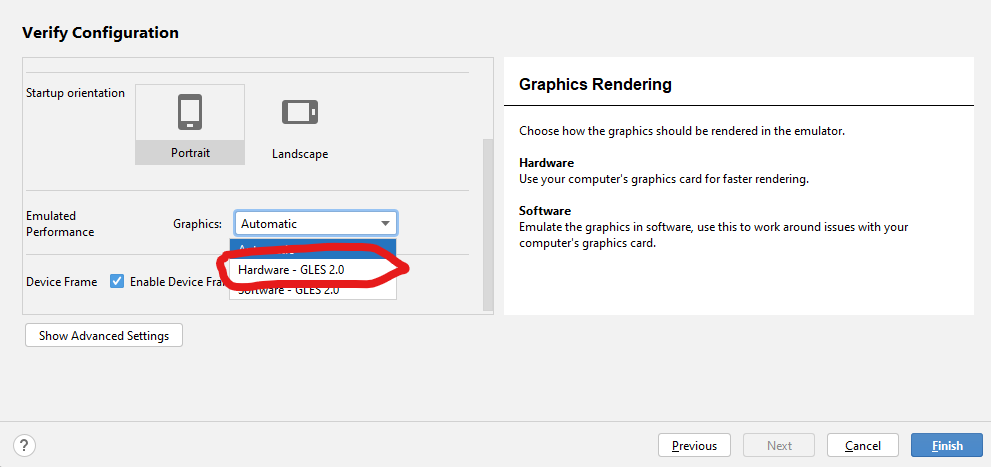 Verify Configuration
Startup orientation
Portrait
Landscape
Emulated
Performance
Graphics:
Automatic
Hardware - GLES 2.0
Software - GLES 2.0
Device Frame
Enable Device
Show Advanced Settings
Graphics Rendering
Choose how the graphics should be rendered in the emulator.
Hardware
Use your computer's graphics card for faster rendering.
Software
Emulate the graphics in software, use this to work around issues with your
computer's graphics card.
?
Previous
Next
Cancel
Finish